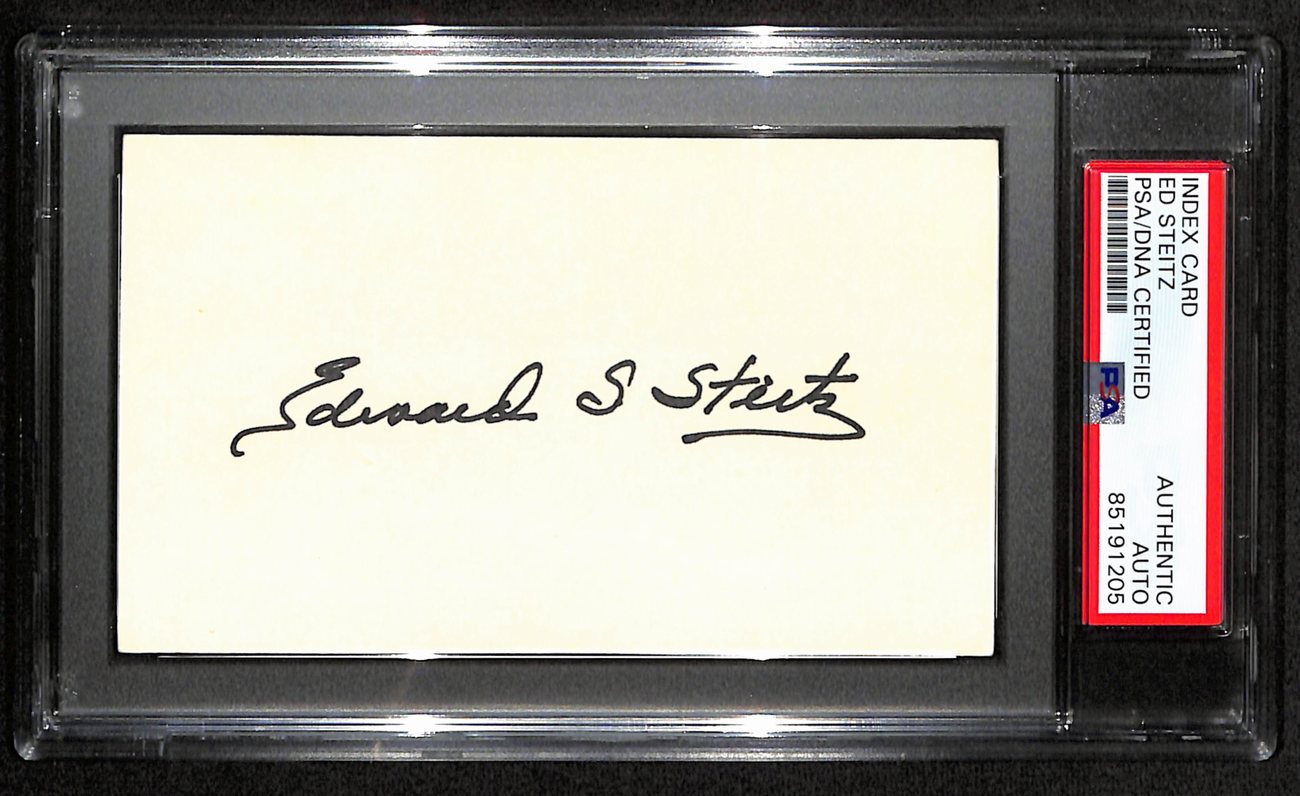 Edward S Steitz
INDEX CARD
ED STEITZ
PSA/DNA CERTIFIED
PSA
AUTHENTIC
AUTO
85191205